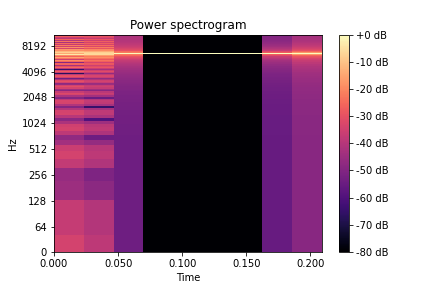 Power spectrogram
8192
4096
2048
1024
512
256
128
64
0
Hz
0.000 0.050 0.100 0.150 0.200
Time
+0 dB
-10 dB
-20 dB
-30 dB
-40 dB
-50 dB
-60 dB
-70 dB
-80 dB